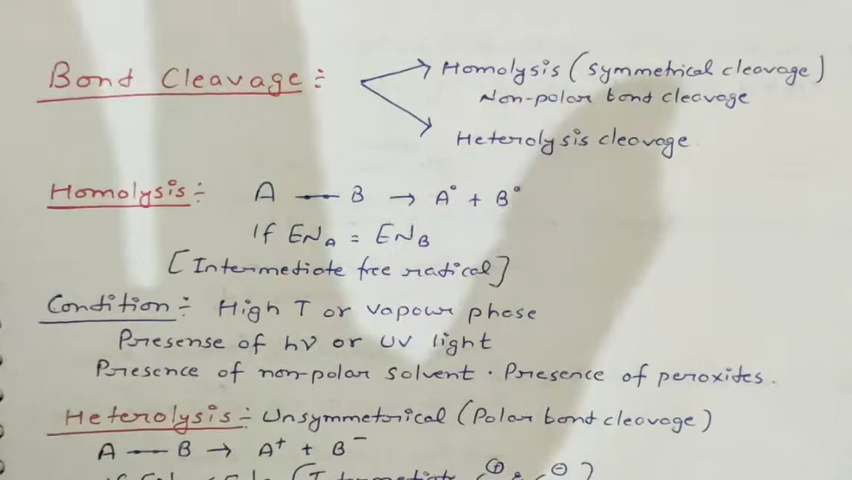 Bond Cleavage :- Homolysis (symmetrical cleavage)
Non-polar bond cleavage
Heterolysis cleavage
Homolysis :- A — B → A° + B°
If EN_A = EN_B
[Intermediate free radical]
Condition :- High T or vapour phase
Presense of hν or UV light
Presence of non-polar solvent . Presence of peroxites.
Heterolysis :- Unsymmetrical (Polar bond cleavage)
A — B → A⁺ + B⁻
(Intermediate ⊕ & ⊖)